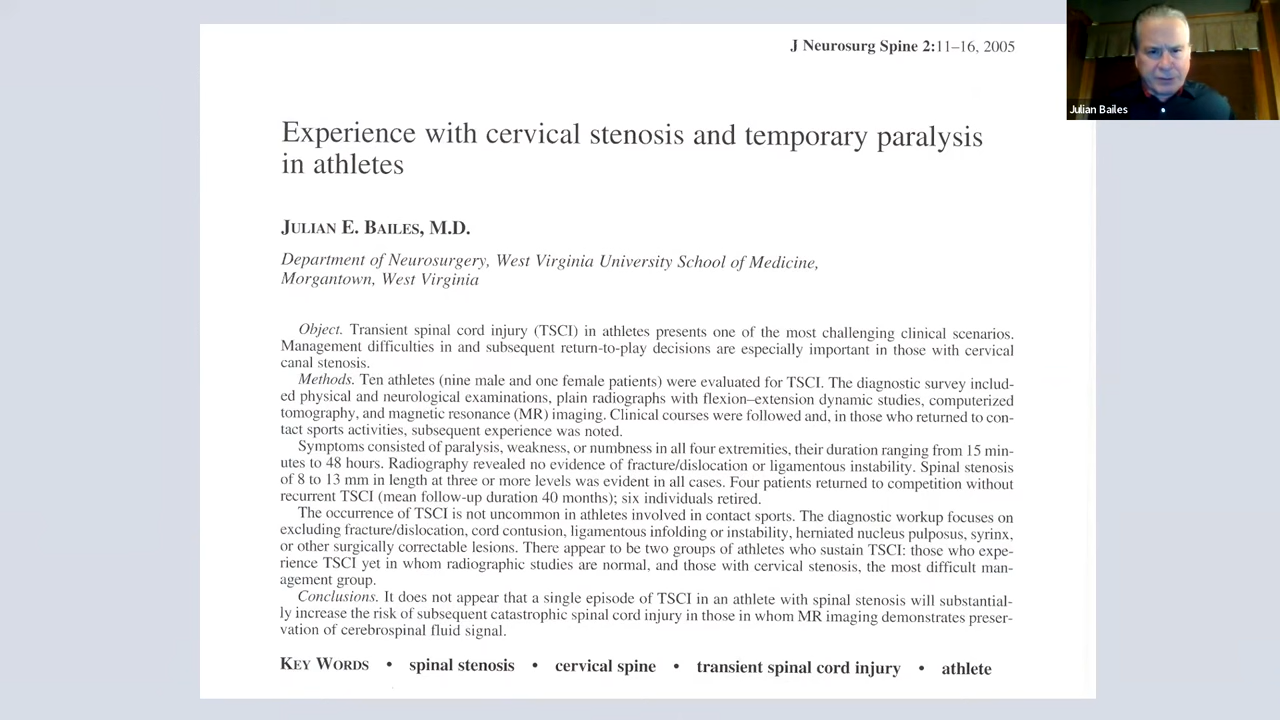 J Neurosurg Spine 2:11–16, 2005
Julian Bailes
Experience with cervical stenosis and temporary paralysis
in athletes
JULIAN E. BAILES, M.D.
Department of Neurosurgery, West Virginia University School of Medicine,
Morgantown, West Virginia
Object. Transient spinal cord injury (TSCI) in athletes presents one of the most challenging clinical scenarios.
Management difficulties in and subsequent return-to-play decisions are especially important in those with cervical
canal stenosis.
Methods. Ten athletes (nine male and one female patients) were evaluated for TSCI. The diagnostic survey includ-
ed physical and neurological examinations, plain radiographs with flexion–extension dynamic studies, computerized
tomography, and magnetic resonance (MR) imaging. Clinical courses were followed and, in those who returned to con-
tact sports activities, subsequent experience was noted.
Symptoms consisted of paralysis, weakness, or numbness in all four extremities, their duration ranging from 15 min-
utes to 48 hours. Radiography revealed no evidence of fracture/dislocation or ligamentous instability. Spinal stenosis
of 8 to 13 mm in length at three or more levels was evident in all cases. Four patients returned to competition without
recurrent TSCI (mean follow-up duration 40 months); six individuals retired.
The occurrence of TSCI is not uncommon in athletes involved in contact sports. The diagnostic workup focuses on
excluding fracture/dislocation, cord contusion, ligamentous infolding or instability, herniated nucleus pulposus, syrinx,
or other surgically correctable lesions. There appear to be two groups of athletes who sustain TSCI: those who expe-
rience TSCI yet in whom radiographic studies are normal, and those with cervical stenosis, the most difficult man-
agement group.
Conclusions. It does not appear that a single episode of TSCI in an athlete with spinal stenosis will substantial-
ly increase the risk of subsequent catastrophic spinal cord injury in those in whom MR imaging demonstrates preser-
vation of cerebrospinal fluid signal.
KEY WORDS • spinal stenosis • cervical spine • transient spinal cord injury • athlete